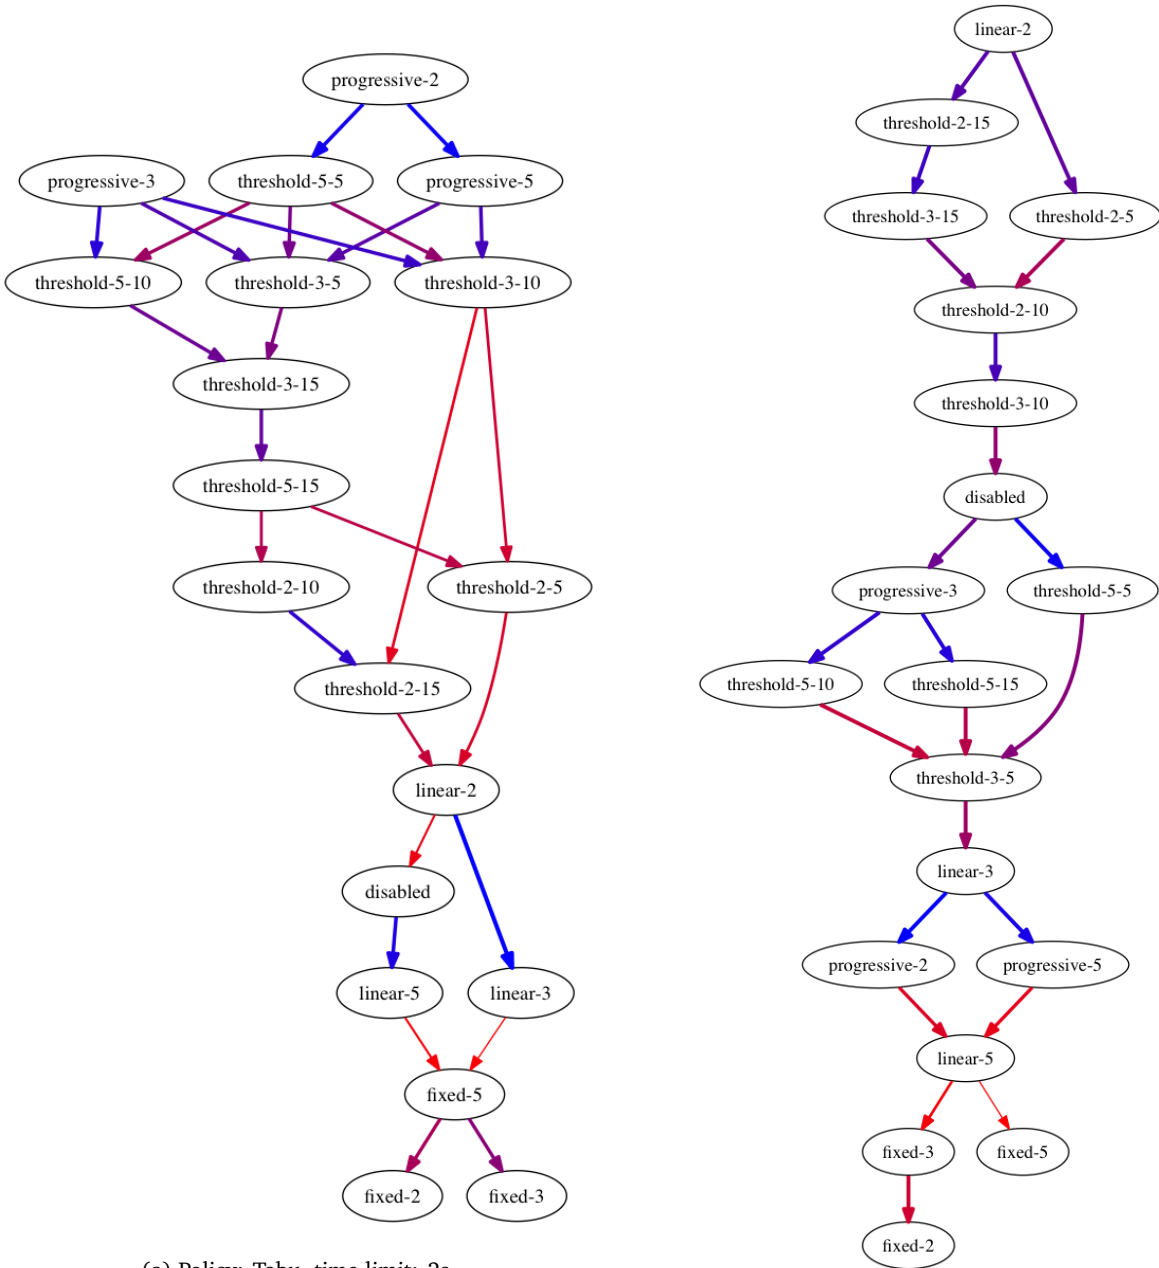 progressive-2
progressive-3
threshold-5-5
progressive-5
threshold-5-10
threshold-3-5
threshold-3-10
threshold-3-15
threshold-5-15
threshold-2-10
threshold-2-5
threshold-2-15
linear-2
disabled
linear-5
linear-3
fixed-5
fixed-2
fixed-3
linear-2
threshold-2-15
threshold-3-15
threshold-2-5
threshold-2-10
threshold-3-10
disabled
progressive-3
threshold-5-5
threshold-5-10
threshold-5-15
threshold-3-5
linear-3
progressive-2
progressive-5
linear-5
fixed-3
fixed-5
fixed-2